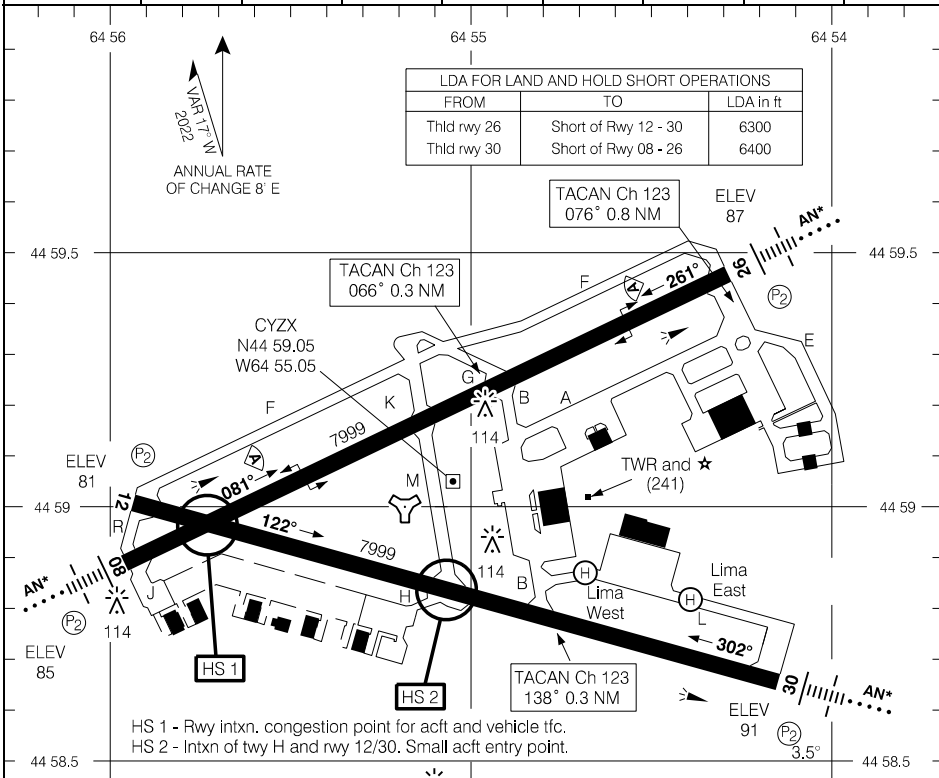 64 56
64 55
64 54
VAR 17° W
2022
ANNUAL RATE
OF CHANGE 8' E
LDA FOR LAND AND HOLD SHORT OPERATIONS
FROM TO LDA in ft
Thld rwy 26 Short of Rwy 12 - 30 6300
Thld rwy 30 Short of Rwy 08 - 26 6400
TACAN Ch 123
076° 0.8 NM
ELEV
87
AN*
44 59.5
44 59.5
26
P2
TACAN Ch 123
066° 0.3 NM
F
A
261°
CYZX
N44 59.05
W64 55.05
E
G
B
A
F
K
7999
114
ELEV
81
P2
A
081°
M
TWR and ☆
(241)
12
R
44 59
44 59
122°
7999
114
08
AN*
J
H
B
H
Lima
West
H
Lima
East
L
P2
114
ELEV
85
302°
HS 1
HS 2
TACAN Ch 123
138° 0.3 NM
30
AN*
ELEV
91
P2
3.5°
HS 1 - Rwy intxn. congestion point for acft and vehicle tfc.
HS 2 - Intxn of twy H and rwy 12/30. Small acft entry point.
44 58.5
44 58.5